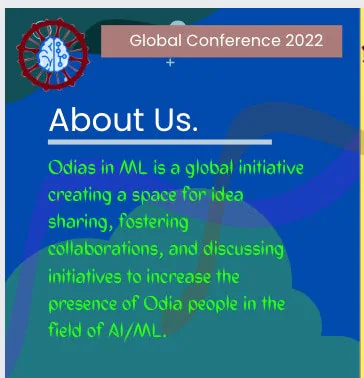 Global Conference 2022
About Us.
Odias in ML is a global initiative
creating a space for idea
sharing, fostering
collaborations, and discussing
initiatives to increase the
presence of Odia people in the
field of AI/ML.